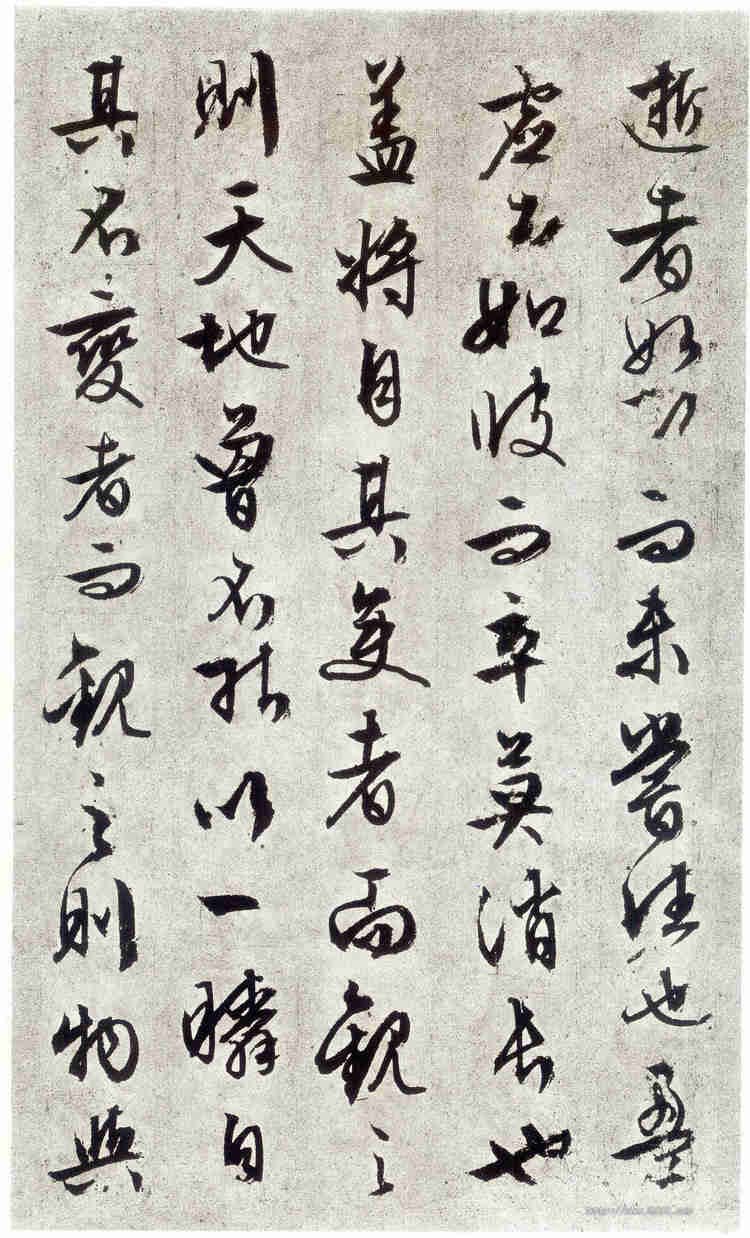 逝者如斯而未嘗往也盈
虛者如彼而卒莫消長也
蓋將自其變者而觀之
則天地曾不能以一瞬自
其不變者而觀之則物與